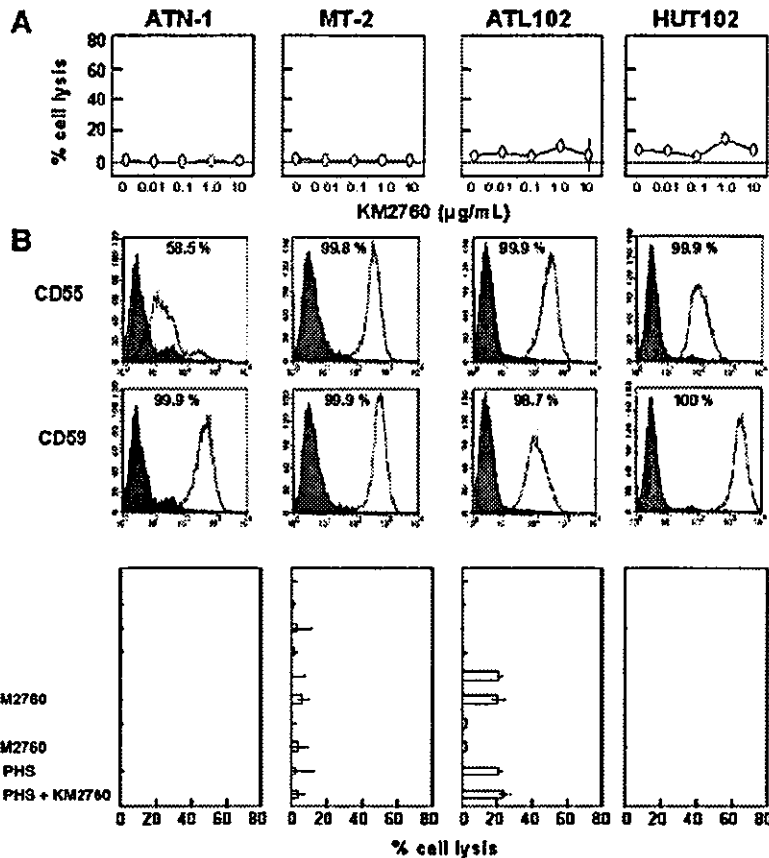 A
ATN-1 MT-2 ATL102 HUT102
% cell lysis
80
60
40
20
0
0 0.01 0.1 1.0 10 0 0.01 0.1 1.0 10 0 0.01 0.1 1.0 10 0 0.01 0.1 1.0 10
KM2760 (μg/mL)
B
CD55
58.5 % 99.8 % 99.9 % 99.9 %
CD59
99.9 % 99.9 % 98.7 % 100 %
M2760
M2760
PHS
PHS + KM2760
0 20 40 60 80 0 20 40 60 80 0 20 40 60 80 0 20 40 60 80
% cell lysis